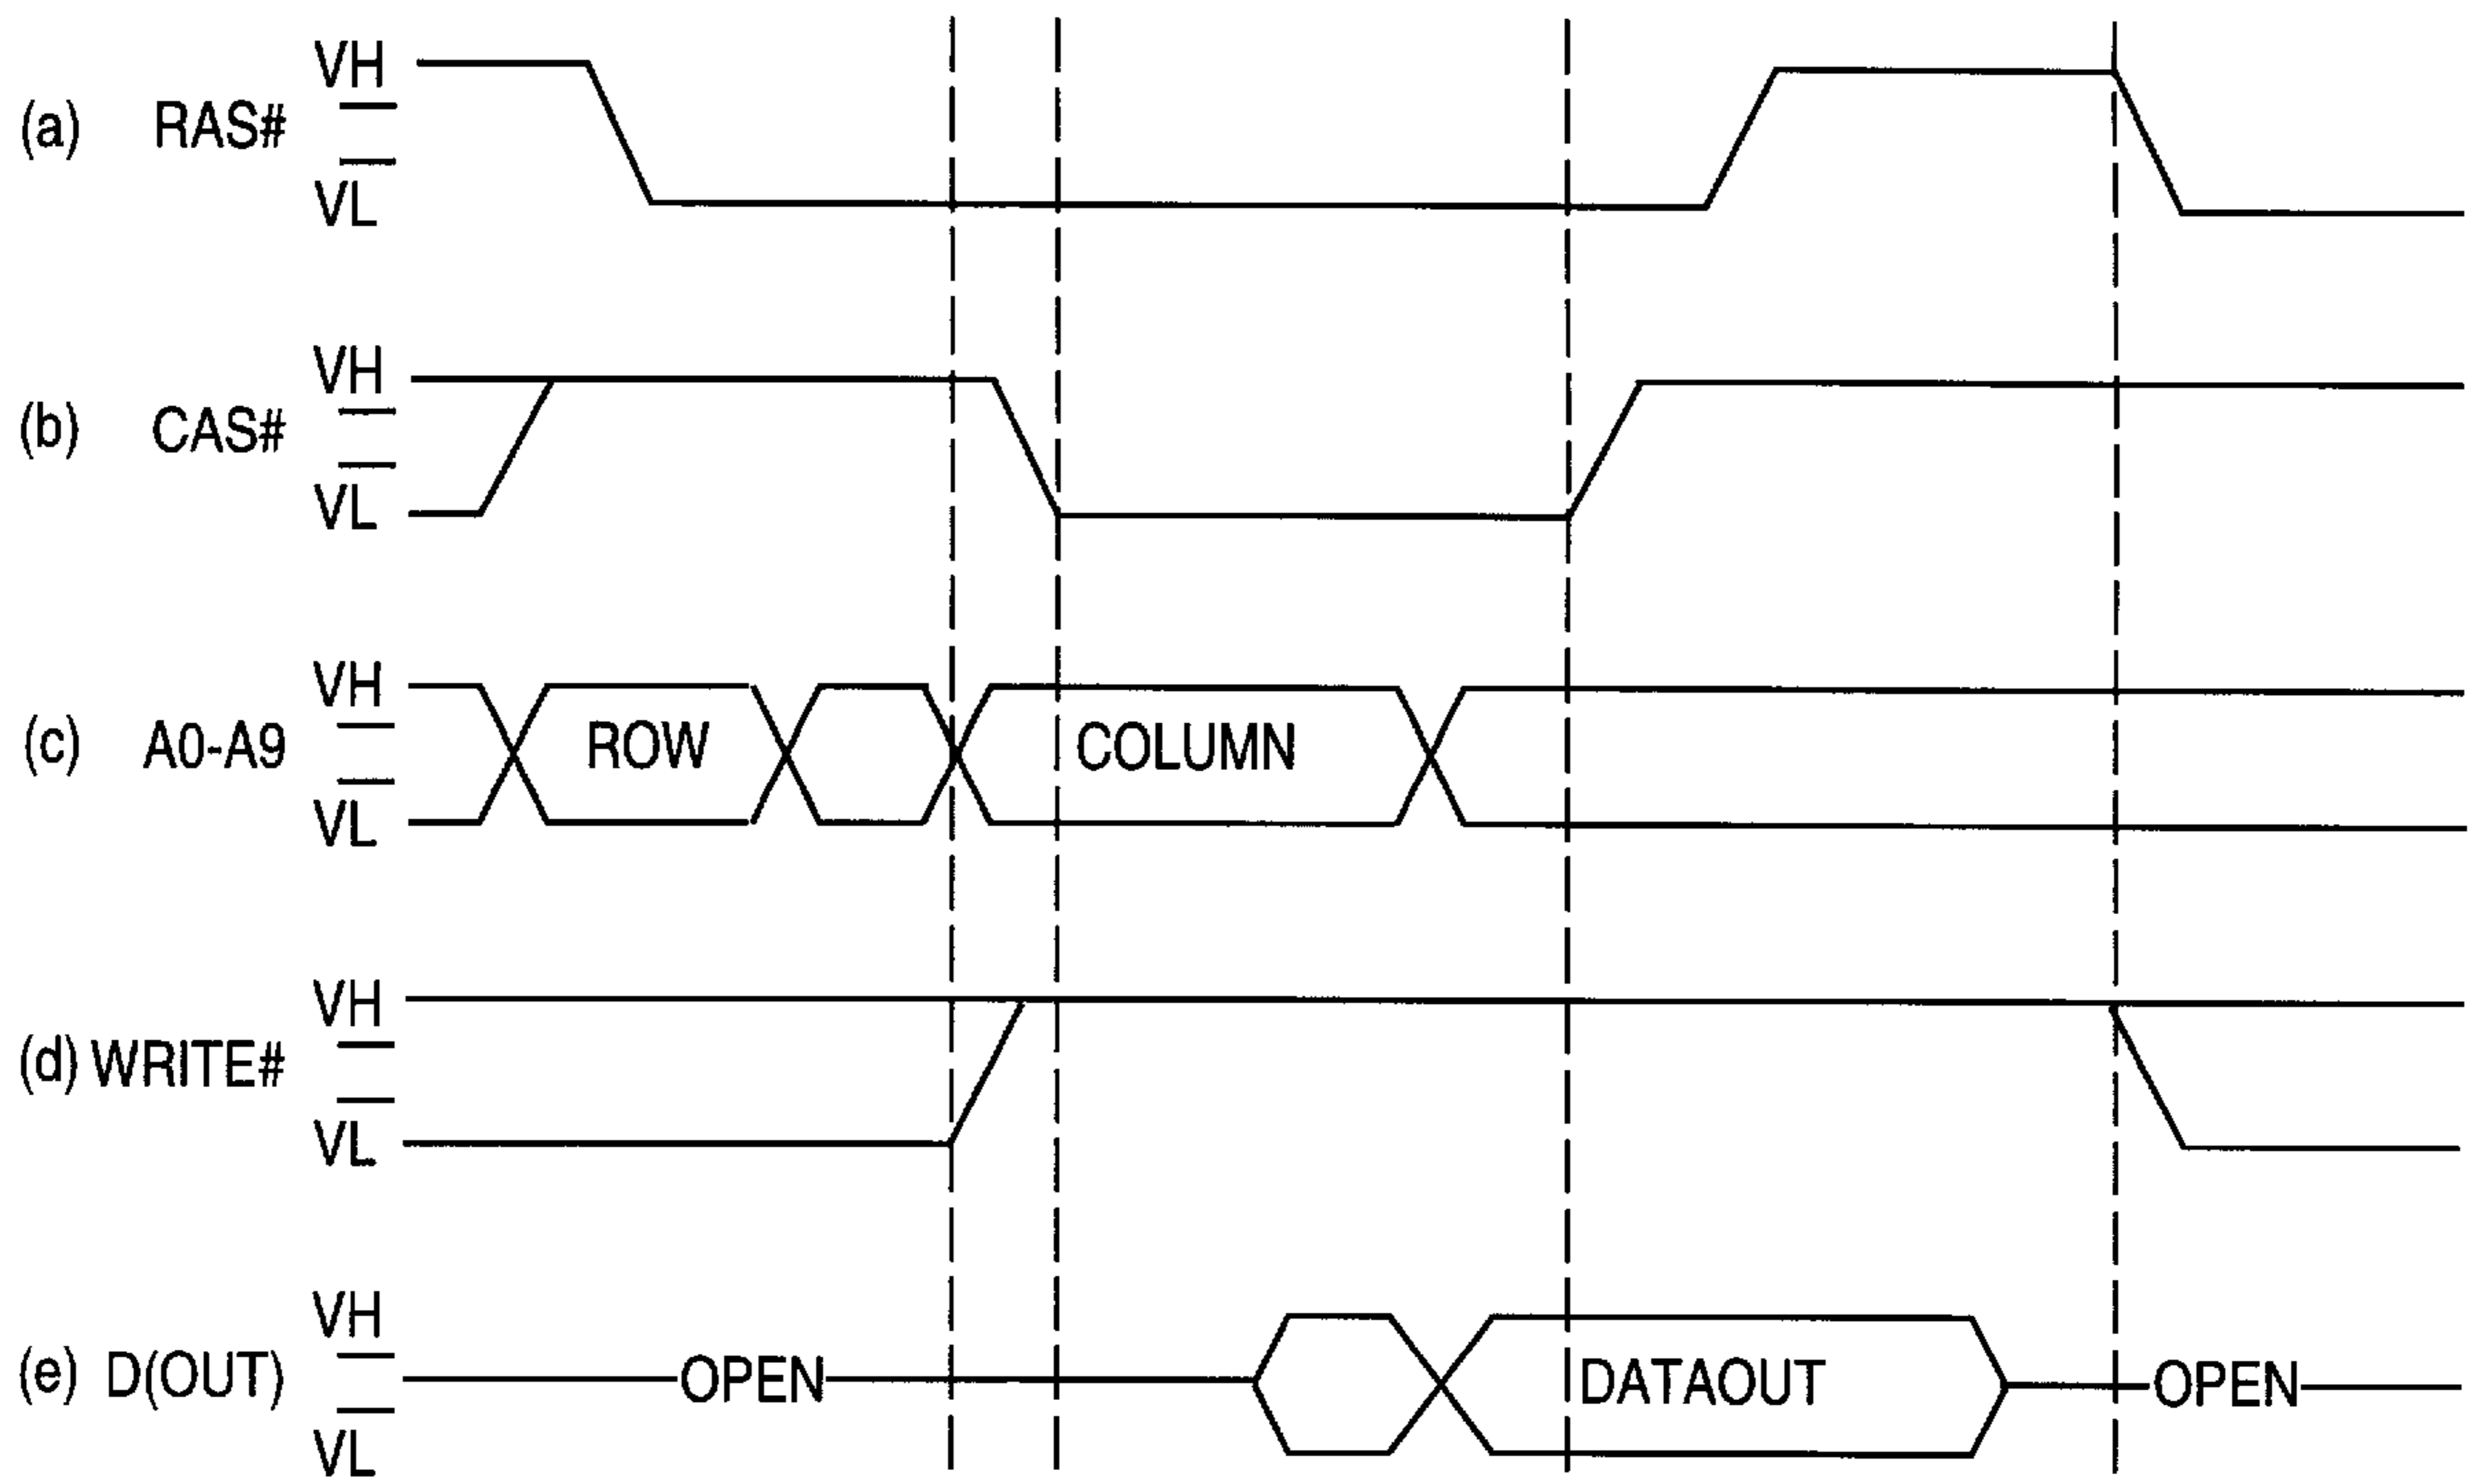 VH
(a) RAS#
VL
VH
(b) CAS#
VL
VH
(c) A0-A9 ROW COLUMN
VL
VH
(d) WRITE#
VL
VH
(e) D(OUT) OPEN DATAOUT OPEN
VL